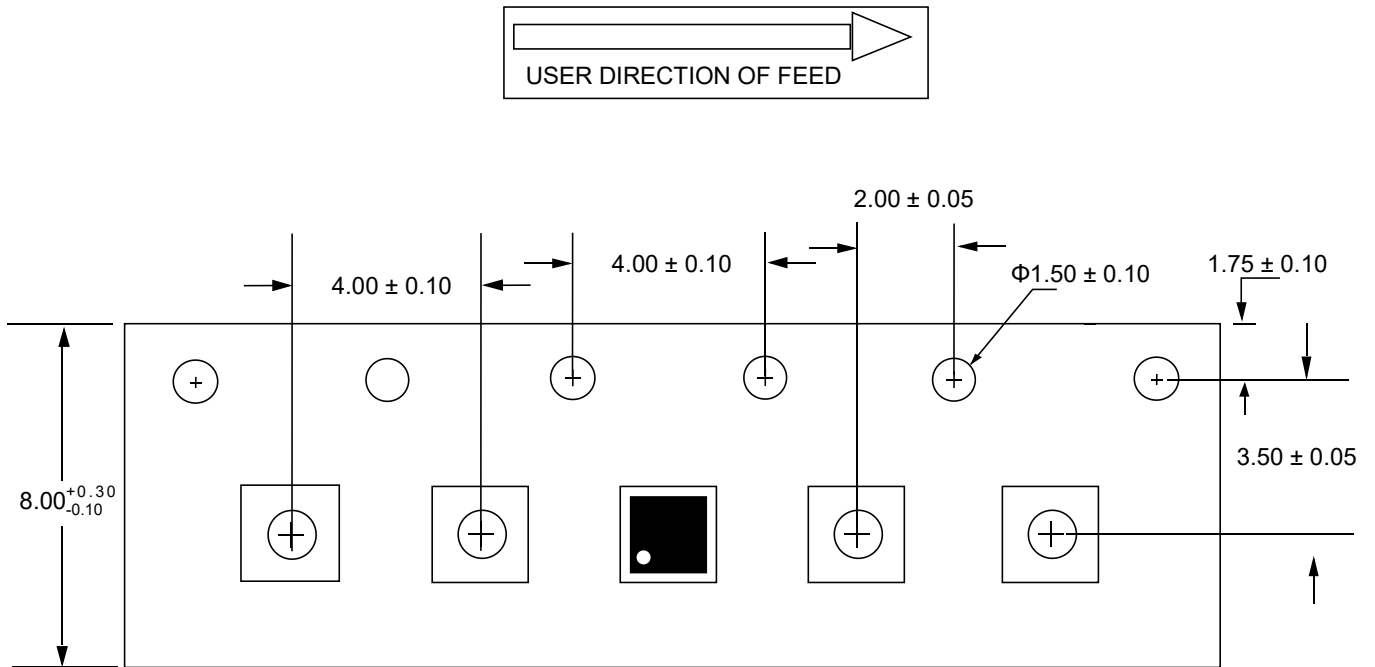 USER DIRECTION OF FEED
2.00 ± 0.05
4.00 ± 0.10
4.00 ± 0.10
Φ1.50 ± 0.10
1.75 ± 0.10
3.50 ± 0.05
8.00 +0.30 -0.10